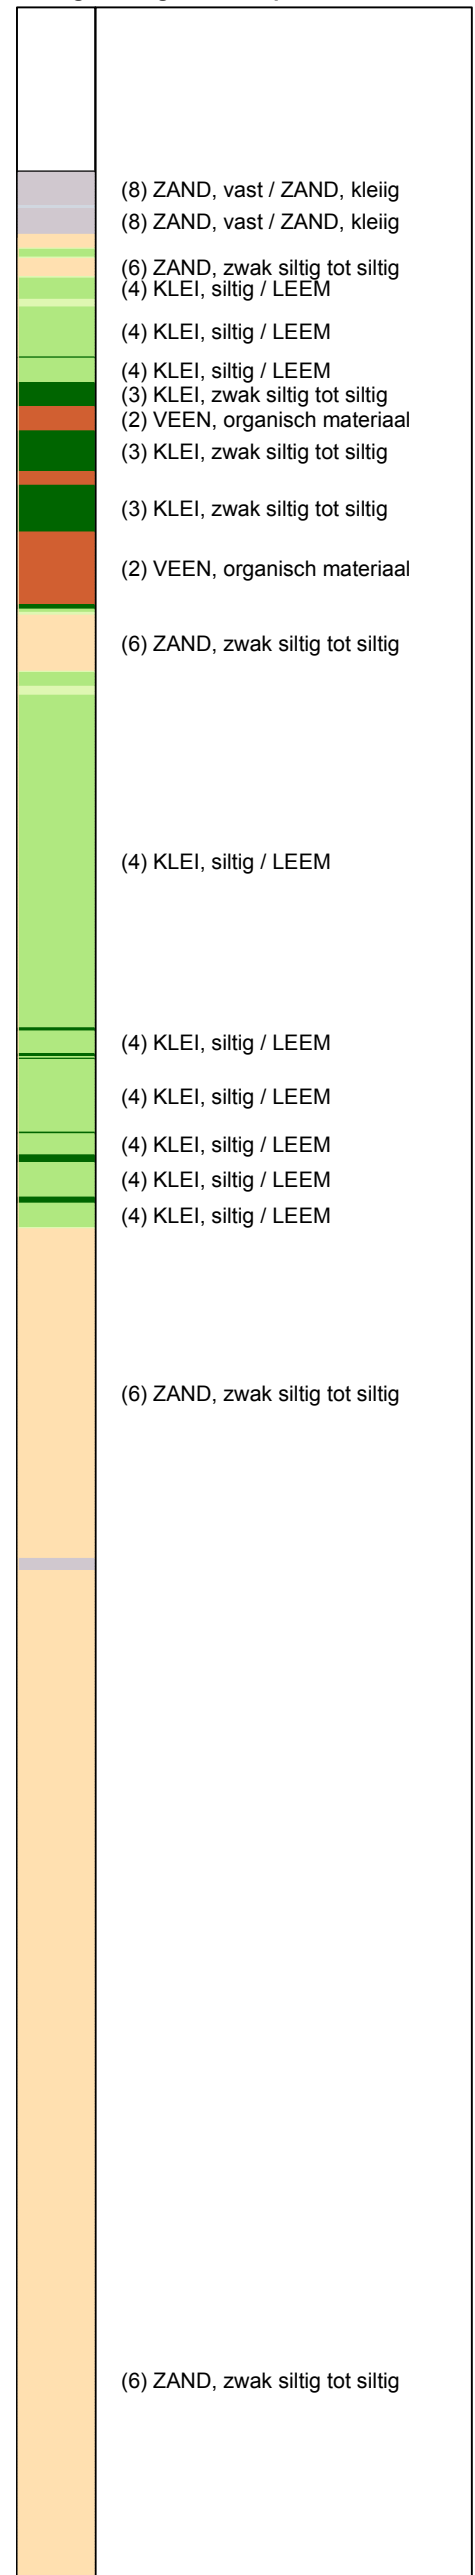 (8) ZAND, vast / ZAND, kleiig
(8) ZAND, vast / ZAND, kleiig
(6) ZAND, zwak siltig tot siltig
(4) KLEI, siltig / LEEM
(4) KLEI, siltig / LEEM
(4) KLEI, siltig / LEEM
(3) KLEI, zwak siltig tot siltig
(2) VEEN, organisch materiaal
(3) KLEI, zwak siltig tot siltig
(3) KLEI, zwak siltig tot siltig
(2) VEEN, organisch materiaal
(6) ZAND, zwak siltig tot siltig
(4) KLEI, siltig / LEEM
(4) KLEI, siltig / LEEM
(4) KLEI, siltig / LEEM
(4) KLEI, siltig / LEEM
(4) KLEI, siltig / LEEM
(4) KLEI, siltig / LEEM
(6) ZAND, zwak siltig tot siltig
(6) ZAND, zwak siltig tot siltig